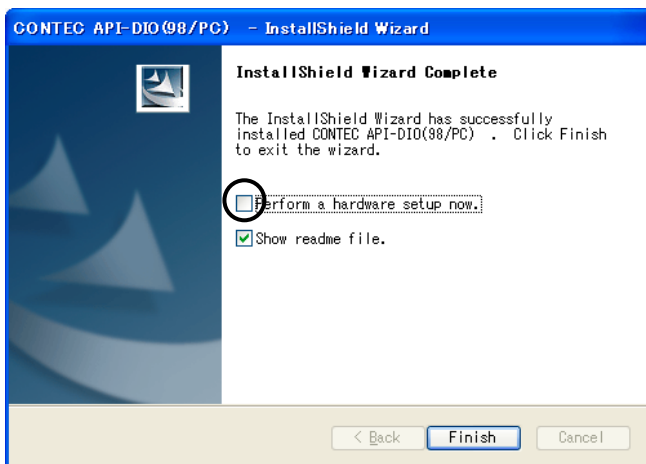 CONTEC API-DIO(98/PC) - InstallShield Wizard
InstallShield Wizard Complete
The InstallShield Wizard has successfully
installed CONTEC API-DIO(98/PC) . Click Finish
to exit the wizard.
Perform a hardware setup now.
Show readme file.
< Back Finish Cancel